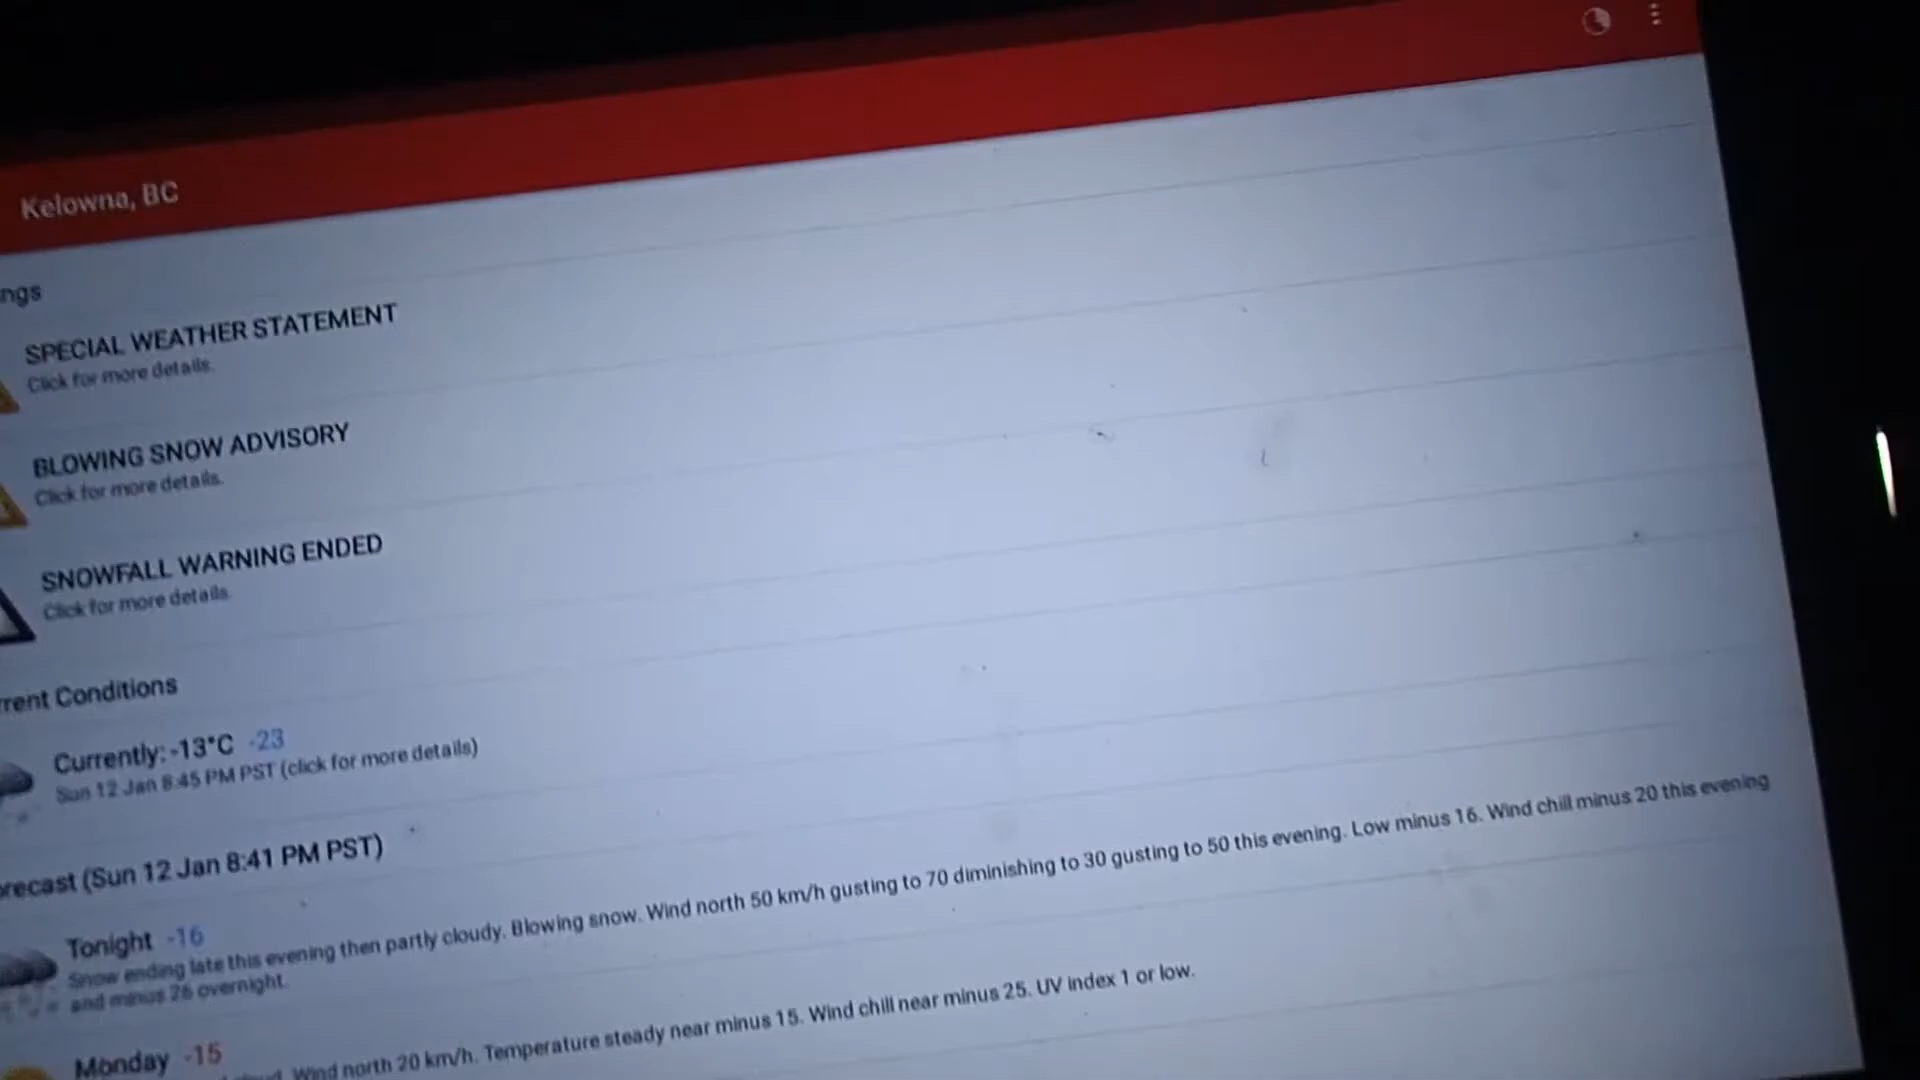 Kelowna, BC
ngs
SPECIAL WEATHER STATEMENT
Click for more details.
BLOWING SNOW ADVISORY
Click for more details.
SNOWFALL WARNING ENDED
Click for more details.
rrent Conditions
Currently: -13°C -23
Sun 12 Jan 8:45 PM PST (click for more details)
orecast (Sun 12 Jan 8:41 PM PST)
Tonight -16
Snow ending late this evening then partly cloudy. Blowing snow. Wind north 50 km/h gusting to 70 diminishing to 30 gusting to 50 this evening. Low minus 16. Wind chill minus 20 this evening
and minus 26 overnight.
Monday -15
Wind north 20 km/h. Temperature steady near minus 15. Wind chill near minus 25. UV index 1 or low.